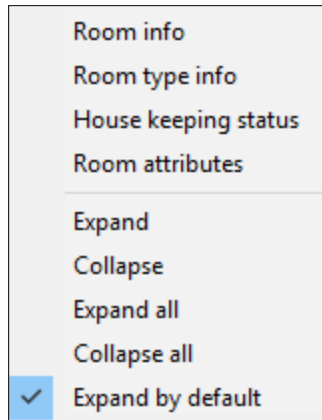 Room info
Room type info
House keeping status
Room attributes
Expand
Collapse
Expand all
Collapse all
Expand by default